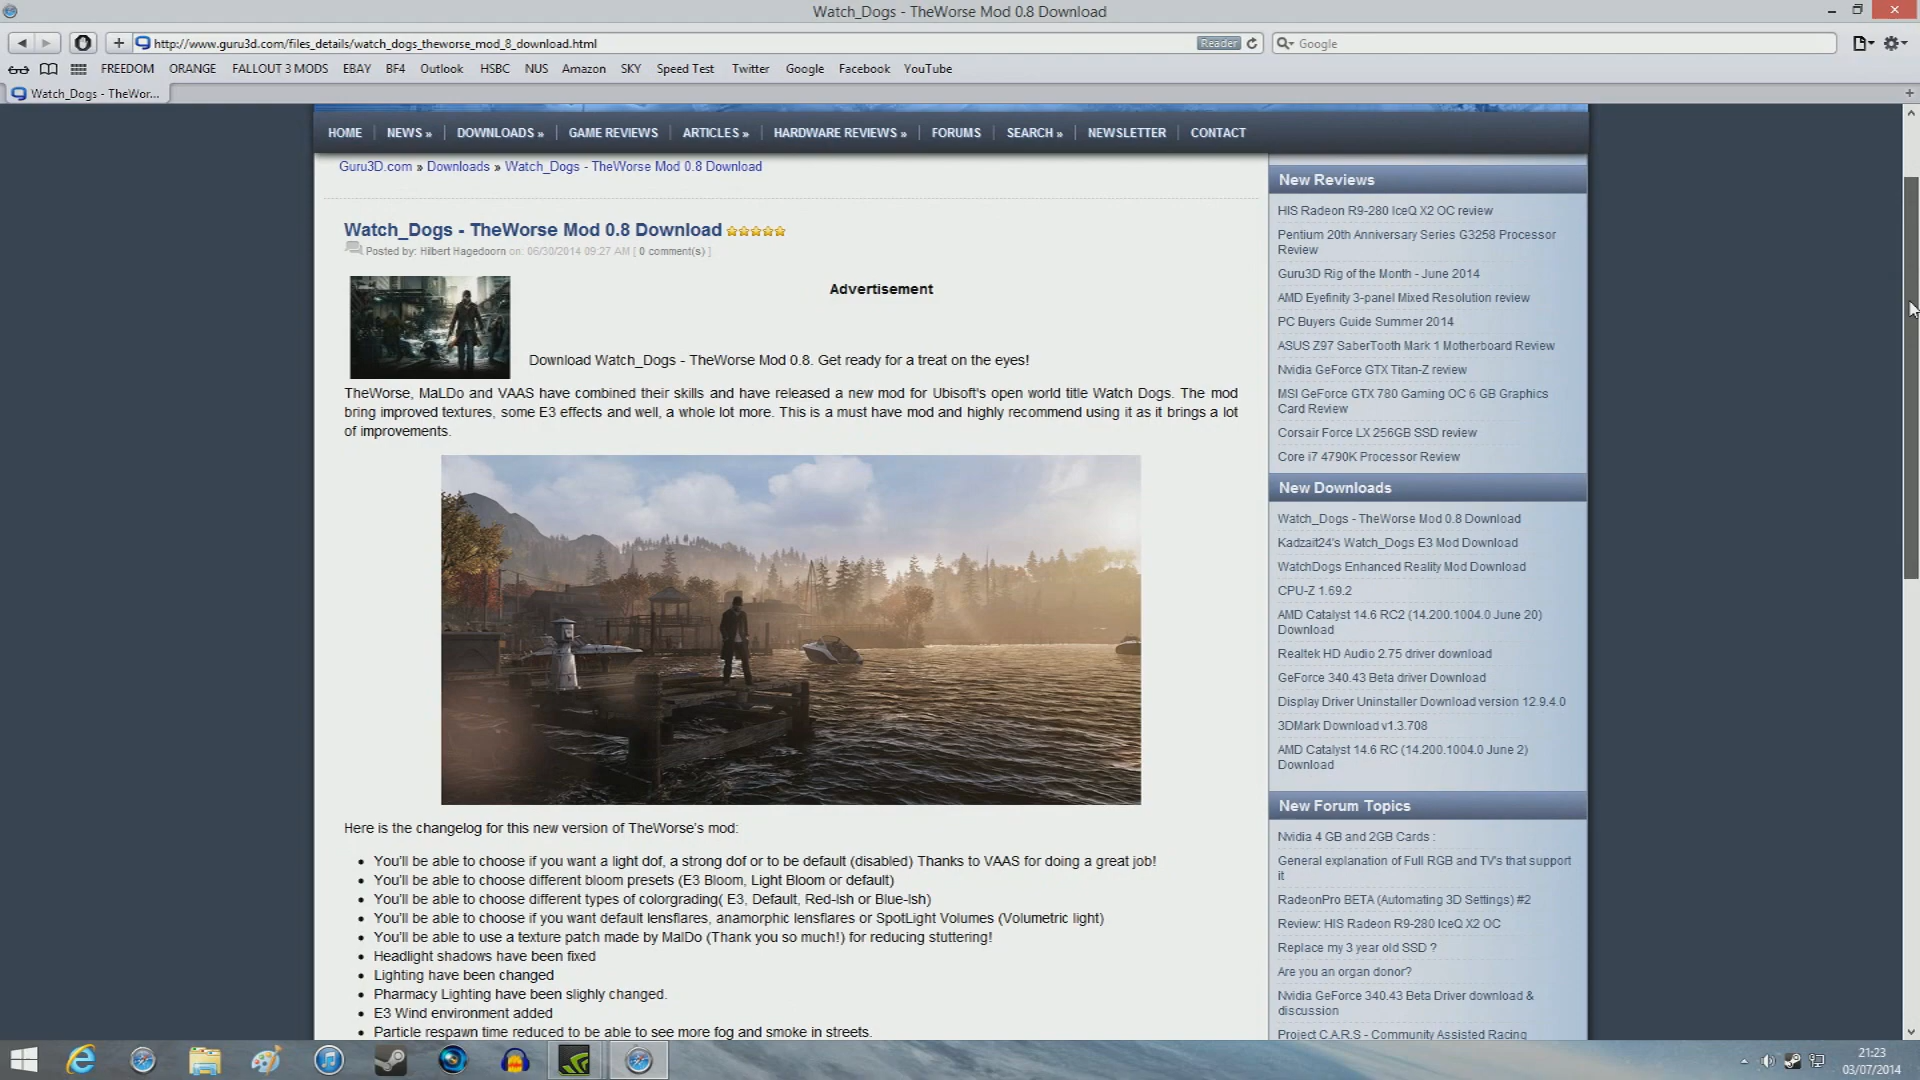 Watch_Dogs - TheWorse Mod 0.8 Download
http://www.guru3d.com/files_details/watch_dogs_theworse_mod_8_download.html
Reader
Google
FREEDOM ORANGE FALLOUT 3 MODS EBAY BF4 Outlook HSBC NUS Amazon SKY Speed Test Twitter Google Facebook YouTube
Watch_Dogs - TheWor...
HOME NEWS » DOWNLOADS » GAME REVIEWS ARTICLES » HARDWARE REVIEWS » FORUMS SEARCH » NEWSLETTER CONTACT
Guru3D.com » Downloads » Watch_Dogs - TheWorse Mod 0.8 Download
Watch_Dogs - TheWorse Mod 0.8 Download
Posted by: Hilbert Hagedoorn on: 06/30/2014 09:27 AM [ 0 comment(s) ]
Advertisement
Download Watch_Dogs - TheWorse Mod 0.8. Get ready for a treat on the eyes!
TheWorse, MaLDo and VAAS have combined their skills and have released a new mod for Ubisoft's open world title Watch Dogs. The mod
bring improved textures, some E3 effects and well, a whole lot more. This is a must have mod and highly recommend using it as it brings a lot
of improvements.
Here is the changelog for this new version of TheWorse's mod:
• You'll be able to choose if you want a light dof, a strong dof or to be default (disabled) Thanks to VAAS for doing a great job!
• You'll be able to choose different bloom presets (E3 Bloom, Light Bloom or default)
• You'll be able to choose different types of colorgrading( E3, Default, Red-Ish or Blue-Ish)
• You'll be able to choose if you want default lensflares, anamorphic lensflares or SpotLight Volumes (Volumetric light)
• You'll be able to use a texture patch made by MalDo (Thank you so much!) for reducing stuttering!
• Headlight shadows have been fixed
• Lighting have been changed
• Pharmacy Lighting have been slighly changed.
• E3 Wind environment added
• Particle respawn time reduced to be able to see more fog and smoke in streets.
New Reviews
HIS Radeon R9-280 IceQ X2 OC review
Pentium 20th Anniversary Series G3258 Processor
Review
Guru3D Rig of the Month - June 2014
AMD Eyefinity 3-panel Mixed Resolution review
PC Buyers Guide Summer 2014
ASUS Z97 SaberTooth Mark 1 Motherboard Review
Nvidia GeForce GTX Titan-Z review
MSI GeForce GTX 780 Gaming OC 6 GB Graphics
Card Review
Corsair Force LX 256GB SSD review
Core i7 4790K Processor Review
New Downloads
Watch_Dogs - TheWorse Mod 0.8 Download
Kadzait24's Watch_Dogs E3 Mod Download
WatchDogs Enhanced Reality Mod Download
CPU-Z 1.69.2
AMD Catalyst 14.6 RC2 (14.200.1004.0 June 20)
Download
Realtek HD Audio 2.75 driver download
GeForce 340.43 Beta driver Download
Display Driver Uninstaller Download version 12.9.4.0
3DMark Download v1.3.708
AMD Catalyst 14.6 RC (14.200.1004.0 June 2)
Download
New Forum Topics
Nvidia 4 GB and 2GB Cards :
General explanation of Full RGB and TV's that support
it
RadeonPro BETA (Automating 3D Settings) #2
Review: HIS Radeon R9-280 IceQ X2 OC
Replace my 3 year old SSD ?
Are you an organ donor?
Nvidia GeForce 340.43 Beta Driver download &
discussion
Project C.A.R.S - Community Assisted Racing
21:23
03/07/2014